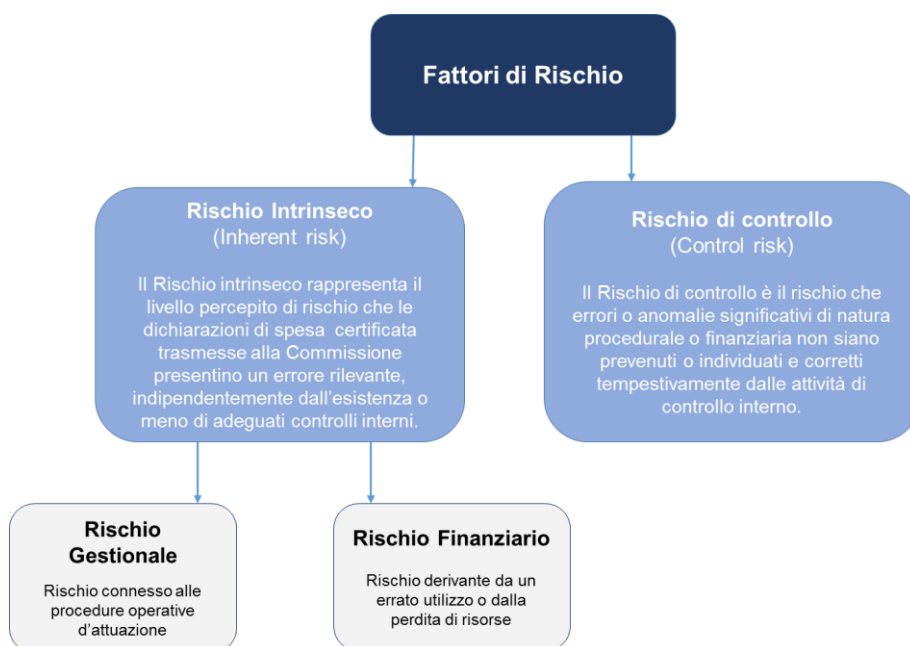 Fattori di Rischio
Rischio Intrinseco
(Inherent risk)
Il Rischio intrinseco rappresenta il
livello percepito di rischio che le
dichiarazioni di spesa certificata
trasmesse alla Commissione
presentino un errore rilevante,
indipendentemente dall'esistenza o
meno di adeguati controlli interni.
Rischio di controllo
(Control risk)
Il Rischio di controllo è il rischio che
errori o anomalie significativi di natura
procedurale o finanziaria non siano
prevenuti o individuati e corretti
tempestivamente dalle attività di
controllo interno.
Rischio
Gestionale
Rischio connesso alle
procedure operative
d'attuazione
Rischio Finanziario
Rischio derivante da un
errato utilizzo o dalla
perdita di risorse